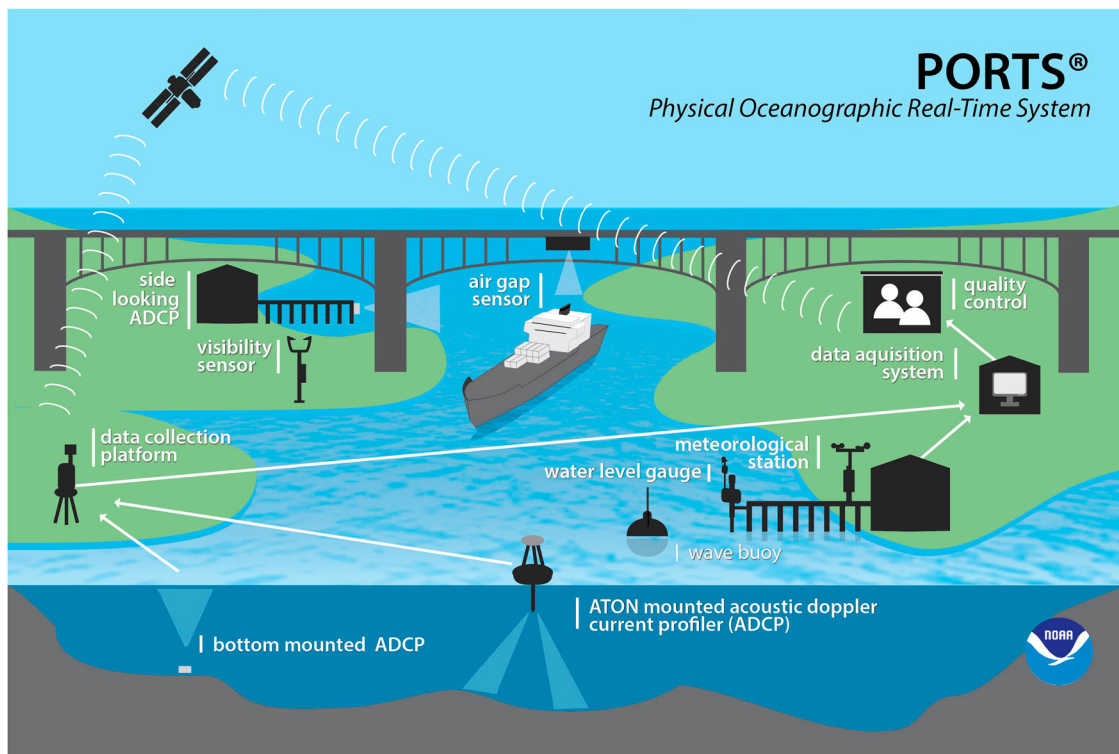 PORTS®
Physical Oceanographic Real-Time System
side
looking
ADCP
air gap
sensor
quality
control
visibility
sensor
data aquisition
system
data collection
platform
meteorological
station
water level gauge
wave buoy
ATON mounted acoustic doppler
current profiler (ADCP)
bottom mounted ADCP
NOAA